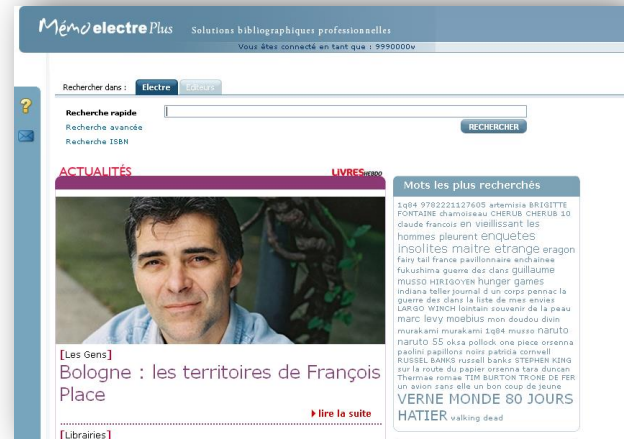 Mémoelectre Plus
Solutions bibliographiques professionnelles
Vous êtes connecté en tant que : 9990000v
Rechercher dans : Electre Editeurs
Recherche rapide
Recherche avancée
RECHERCHER
Recherche ISBN
ACTUALITÉS
LIVRES HEBDO
[Les Gens]
Bologne : les territoires de François
Place
lire la suite
[Librairies]
Mots les plus recherchés
1q84 9782221127605 artemisia BRIGITTE
FONTAINE chamoiseau CHERUB CHERUB 10
claude francois en vieillissant les
hommes pleurent enquetes
insolites maitre etrange eragon
fairy tail france pavillonnaire enchainee
fukushima guerre des clans guillaume
musso HIRIGOYEN hunger games
indiana teller journal d un corps pennac la
guerre des clans la liste de mes envies
LARGO WINCH lointain souvenir de la peau
marc levy moebius mon doudou divin
murakami murakami 1q84 musso naruto
naruto 55 oksa pollock one piece orsenna
paolini papillons noirs patricia cornvell
RUSSEL BANKS russell banks STEPHEN KING
sur la route du papier orsenna tara duncan
Thermae romae TIM BURTON TRONE DE FER
un avion sans elle un bon coup de jeune
VERNE MONDE 80 JOURS
HATIER valking dead